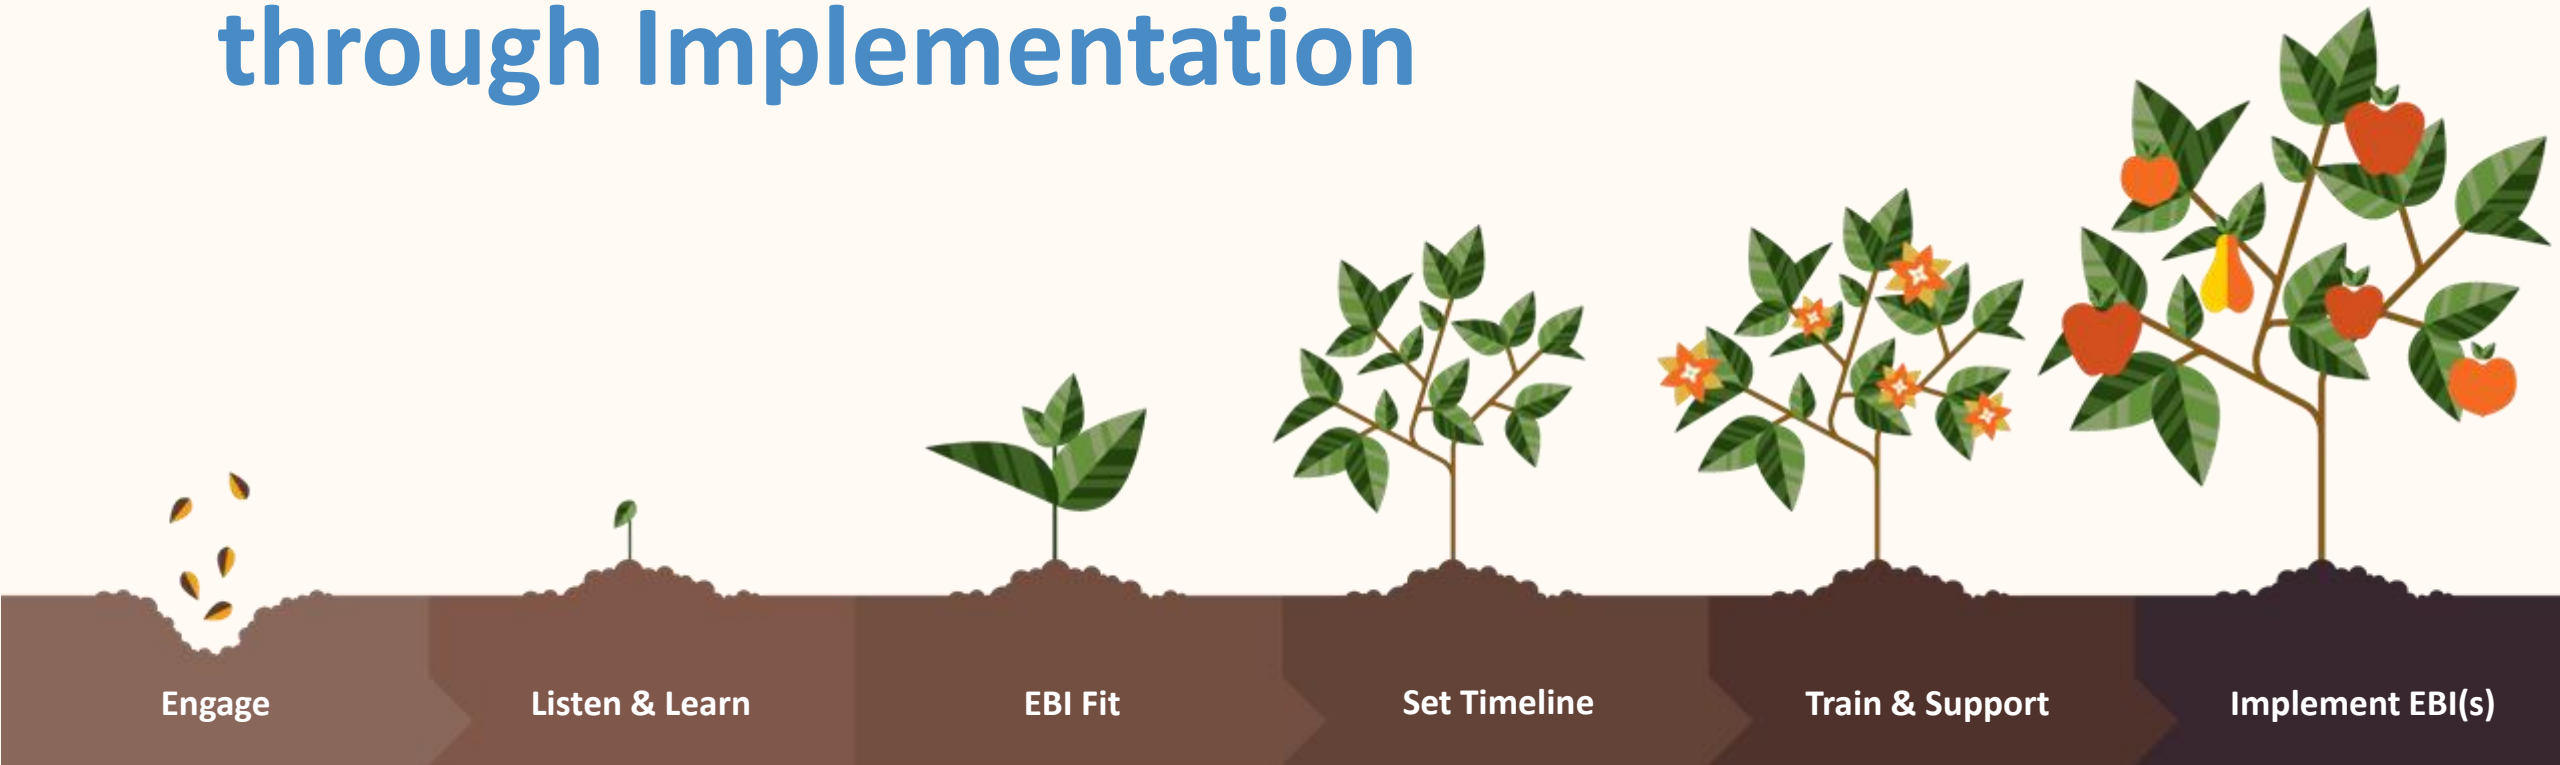 through Implementation
Engage
Listen & Learn
EBI Fit
Set Timeline
Train & Support
Implement EBI(s)